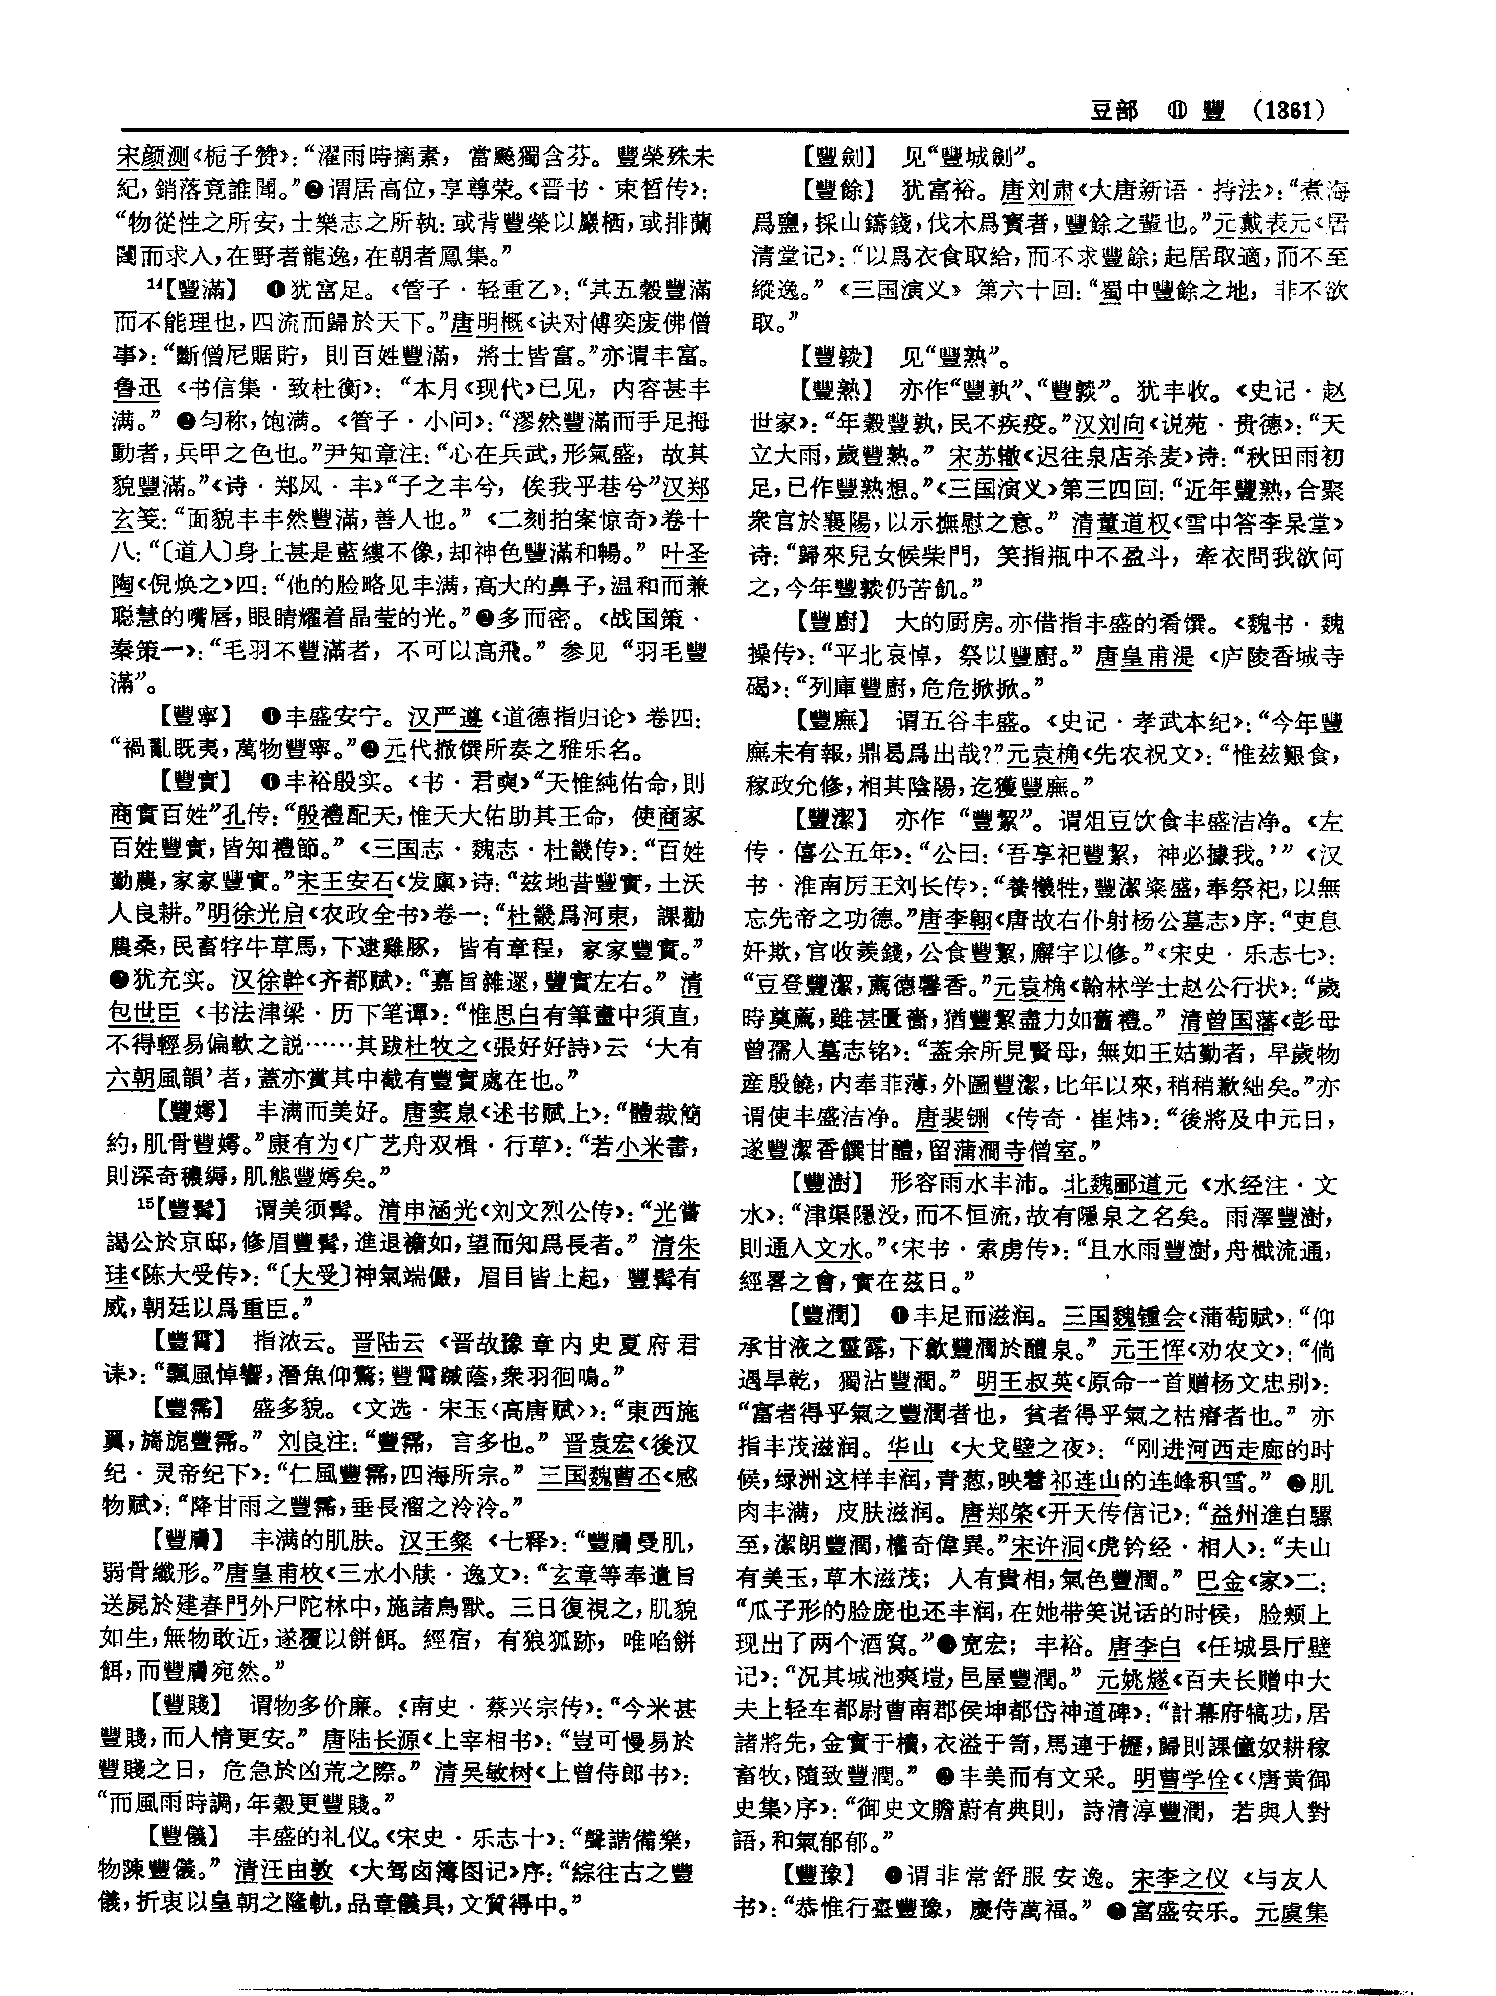 豆部 ⑪ 豐 (1361)
宋颜测《栀子赞》：“濯雨時摛素，當飈獨含芬。豐榮殊未
紀，銷落竟誰聞。”❷谓居高位，享尊荣。《晋书·束晳传》：
“物從性之所安，士樂志之所執：或背豐榮以巖栖，或排蘭
闥而求入，在野者龍逸，在朝者鳳集。”
14【豐滿】 ❶犹富足。《管子·轻重乙》：“其五穀豐滿
而不能理也，四流而歸於天下。”唐明槩《诀对傅奕废佛僧
事》：“斷僧尼賑貯，則百姓豐滿，將士皆富。”亦谓丰富。
鲁迅《书信集·致杜衡》：“本月《现代》已见，内容甚丰
满。” ❷匀称，饱满。《管子·小问》：“漻然豐滿而手足拇
動者，兵甲之色也。”尹知章注：“心在兵武，形氣盛，故其
貌豐滿。”《诗·郑风·丰》“子之丰兮，俟我乎巷兮”汉郑
玄笺：“面貌丰丰然豐滿，善人也。”《二刻拍案惊奇》卷十
八：“〔道人〕身上甚是藍縷不像，却神色豐滿和暢。” 叶圣
陶《倪焕之》四：“他的脸略见丰满，高大的鼻子，温和而兼
聪慧的嘴唇，眼睛耀着晶莹的光。”❸多而密。《战国策·
秦策一》：“毛羽不豐滿者，不可以高飛。” 参见“羽毛豐
滿”。
【豐寧】 ❶丰盛安宁。汉严遵《道德指归论》卷四：
“禍亂既夷，萬物豐寧。”❷元代撤馔所奏之雅乐名。
【豐實】 ❶丰裕殷实。《书·君奭》“天惟純佑命，則
商實百姓”孔传：“殷禮配天，惟天大佑助其王命，使商家
百姓豐實，皆知禮節。”《三国志·魏志·杜畿传》：“百姓
勤農，家家豐實。”宋王安石《发廪》诗：“兹地昔豐實，土沃
人良耕。”明徐光启《农政全书》卷一：“杜畿爲河東，課勸
農桑，民畜牸牛草馬，下逮雞豚，皆有章程，家家豐實。”
❷犹充实。汉徐幹《齐都赋》：“嘉旨雜遝，豐實左右。” 清
包世臣《书法津梁·历下笔谭》：“惟思白有筆畫中須直，
不得輕易偏軟之説……其跋杜牧之《張好好詩》云‘大有
六朝風韻’者，蓋亦賞其中截有豐實處在也。”
【豐嫮】 丰满而美好。唐窦臮《述书赋上》：“體裁簡
約，肌骨豐嫮。”康有为《广艺舟双楫·行草》：“若小米書，
則深奇穠縟，肌態豐嫮矣。”
15【豐髯】 谓美须髯。清申涵光《刘文烈公传》：“光嘗
謁公於京邸，修眉豐髯，進退襜如，望而知爲長者。” 清朱
珪《陈大受传》：“〔大受〕神氣端儼，眉目皆上起，豐髯有
威，朝廷以爲重臣。”
【豐霄】 指浓云。晋陆云《晋故豫章内史夏府君
诔》：“飄風悼響，潛魚仰驚；豐霄緘蔭，衆羽徊鳴。”
【豐霈】 盛多貌。《文选·宋玉〈高唐赋〉》：“東西施
翼，旖旎豐霈。” 刘良注：“豐霈，言多也。” 晋袁宏《後汉
纪·灵帝纪下》：“仁風豐霈，四海所宗。” 三国魏曹丕《感
物赋》：“降甘雨之豐霈，垂長溜之泠泠。”
【豐膚】 丰满的肌肤。汉王粲《七释》：“豐膚曼肌，
弱骨纖形。”唐皇甫枚《三水小牍·逸文》：“玄章等奉遺旨
送屍於建春門外尸陀林中，施諸鳥獸。三日復視之，肌貌
如生，無物敢近，遂覆以餅餌。經宿，有狼狐跡，唯啗餅
餌，而豐膚宛然。”
【豐賤】 谓物多价廉。《南史·蔡兴宗传》：“今米甚
豐賤，而人情更安。” 唐陆长源《上宰相书》：“豈可慢易於
豐賤之日，危急於凶荒之際。” 清吴敏树《上曾侍郎书》：
“而風雨時調，年穀更豐賤。”
【豐儀】 丰盛的礼仪。《宋史·乐志十》：“聲諧備樂，
物陳豐儀。” 清汪由敦《大驾卤簿图记》序：“綜往古之豐
儀，折衷以皇朝之隆軌，品章儀具，文質得中。”
【豐劍】 见“豐城劍”。
【豐餘】 犹富裕。唐刘肃《大唐新语·持法》：“煮海
爲鹽，採山鑄錢，伐木爲賓者，豐餘之輩也。”元戴表元《居
清堂记》：“以爲衣食取給，而不求豐餘；起居取適，而不至
縱逸。”《三国演义》第六十回：“蜀中豐餘之地，非不欲
取。”
【豐䅽】 见“豐熟”。
【豐熟】 亦作“豐孰”、“豐䅽”。犹丰收。《史记·赵
世家》：“年穀豐孰，民不疾疫。”汉刘向《说苑·贵德》：“天
立大雨，歲豐熟。” 宋苏辙《迟往泉店杀麦》诗：“秋田雨初
足，已作豐熟想。”《三国演义》第三四回：“近年豐熟，合聚
衆官於襄陽，以示撫慰之意。” 清董道权《雪中答李杲堂》
诗：“歸來兒女候柴門，笑指瓶中不盈斗，牽衣問我欲何
之，今年豐䅽仍苦飢。”
【豐廚】 大的厨房。亦借指丰盛的肴馔。《魏书·魏
操传》：“平北哀悼，祭以豐廚。” 唐皇甫湜《庐陵香城寺
碣》：“列庫豐廚，危危掀掀。”
【豐廡】 谓五谷丰盛。《史记·孝武本纪》：“今年豐
廡未有報，鼎曷爲出哉？”元袁桷《先农祝文》：“惟兹艱食，
稼政允修，相其陰陽，迄獲豐廡。”
【豐潔】 亦作“豐絜”。谓俎豆饮食丰盛洁净。《左
传·僖公五年》：“公曰：‘吾享祀豐絜，神必據我。’”《汉
书·淮南厉王刘长传》：“養犧牲，豐潔粢盛，奉祭祀，以無
忘先帝之功德。”唐李翱《唐故右仆射杨公墓志》序：“吏息
奸欺，官收羨錢，公食豐絜，廨宇以修。”《宋史·乐志七》：
“豆登豐潔，薦德馨香。”元袁桷《翰林学士赵公行状》：“歲
時奠薦，雖甚匱嗇，猶豐絜盡力如舊禮。” 清曾国藩《彭母
曾孺人墓志铭》：“蓋余所見賢母，無如王姑勤者，早歲物
産殷饒，内奉菲薄，外圖豐潔，比年以來，稍稍歉絀矣。”亦
谓使丰盛洁净。唐裴铏《传奇·崔炜》：“後將及中元日，
遂豐潔香饌甘醴，留蒲澗寺僧室。”
【豐澍】 形容雨水丰沛。北魏郦道元《水经注·文
水》：“津渠隱没，而不恒流，故有隱泉之名矣。雨澤豐澍，
則通入文水。”《宋书·索虏传》：“且水雨豐澍，舟檝流通，
經畧之會，實在兹日。”
【豐潤】 ❶丰足而滋润。三国魏锺会《蒲萄赋》：“仰
承甘液之靈露，下歙豐潤於醴泉。” 元王恽《劝农文》：“倘
遇旱乾，獨沾豐潤。” 明王叔英《原命一首赠杨文忠别》：
“富者得乎氣之豐潤者也，貧者得乎氣之枯瘠者也。” 亦
指丰茂滋润。华山《大戈壁之夜》：“刚进河西走廊的时
候，绿洲这样丰润，青葱，映著祁连山的连峰积雪。” ❷肌
肉丰满，皮肤滋润。唐郑棨《开天传信记》：“益州進白騾
至，潔朗豐潤，權奇偉異。”宋许洞《虎钤经·相人》：“夫山
有美玉，草木滋茂；人有貴相，氣色豐潤。” 巴金《家》二：
“瓜子形的脸庞也还丰润，在她带笑说话的时候，脸颊上
现出了两个酒窝。”❸宽宏；丰裕。唐李白《任城县厅壁
记》：“况其城池爽塏，邑屋豐潤。” 元姚燧《百夫长赠中大
夫上轻车都尉曹南郡侯坤都岱神道碑》：“計幕府犒功，居
諸將先，金實于櫝，衣溢于笥，馬連于櫪，歸則課僮奴耕稼
畜牧，隨致豐潤。” ❹丰美而有文采。明曹学佺《〈唐黄御
史集〉序》：“御史文贍蔚有典則，詩清淳豐潤，若與人對
語，和氣郁郁。”
【豐豫】 ❶谓非常舒服安逸。宋李之仪《与友人
书》：“恭惟行臺豐豫，慶侍萬福。” ❷富盛安乐。元虞集